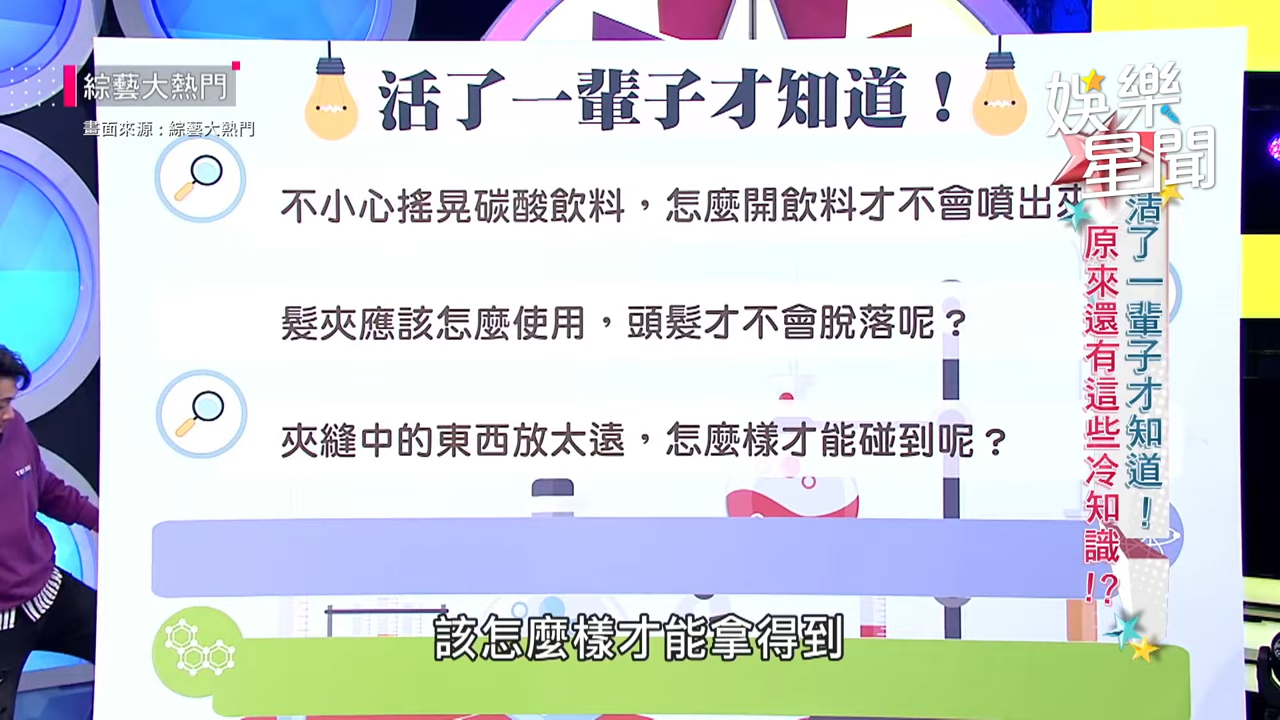 綜藝大熱門
畫面來源：綜藝大熱門
娛樂
星聞
活了一輩子才知道！
不小心搖晃碳酸飲料，怎麼開飲料才不會噴出來
髮夾應該怎麼使用，頭髮才不會脫落呢？
夾縫中的東西放太遠，怎麼樣才能碰到呢？
活了一輩子才知道！
原來還有這些冷知識!?
該怎麼樣才能拿得到